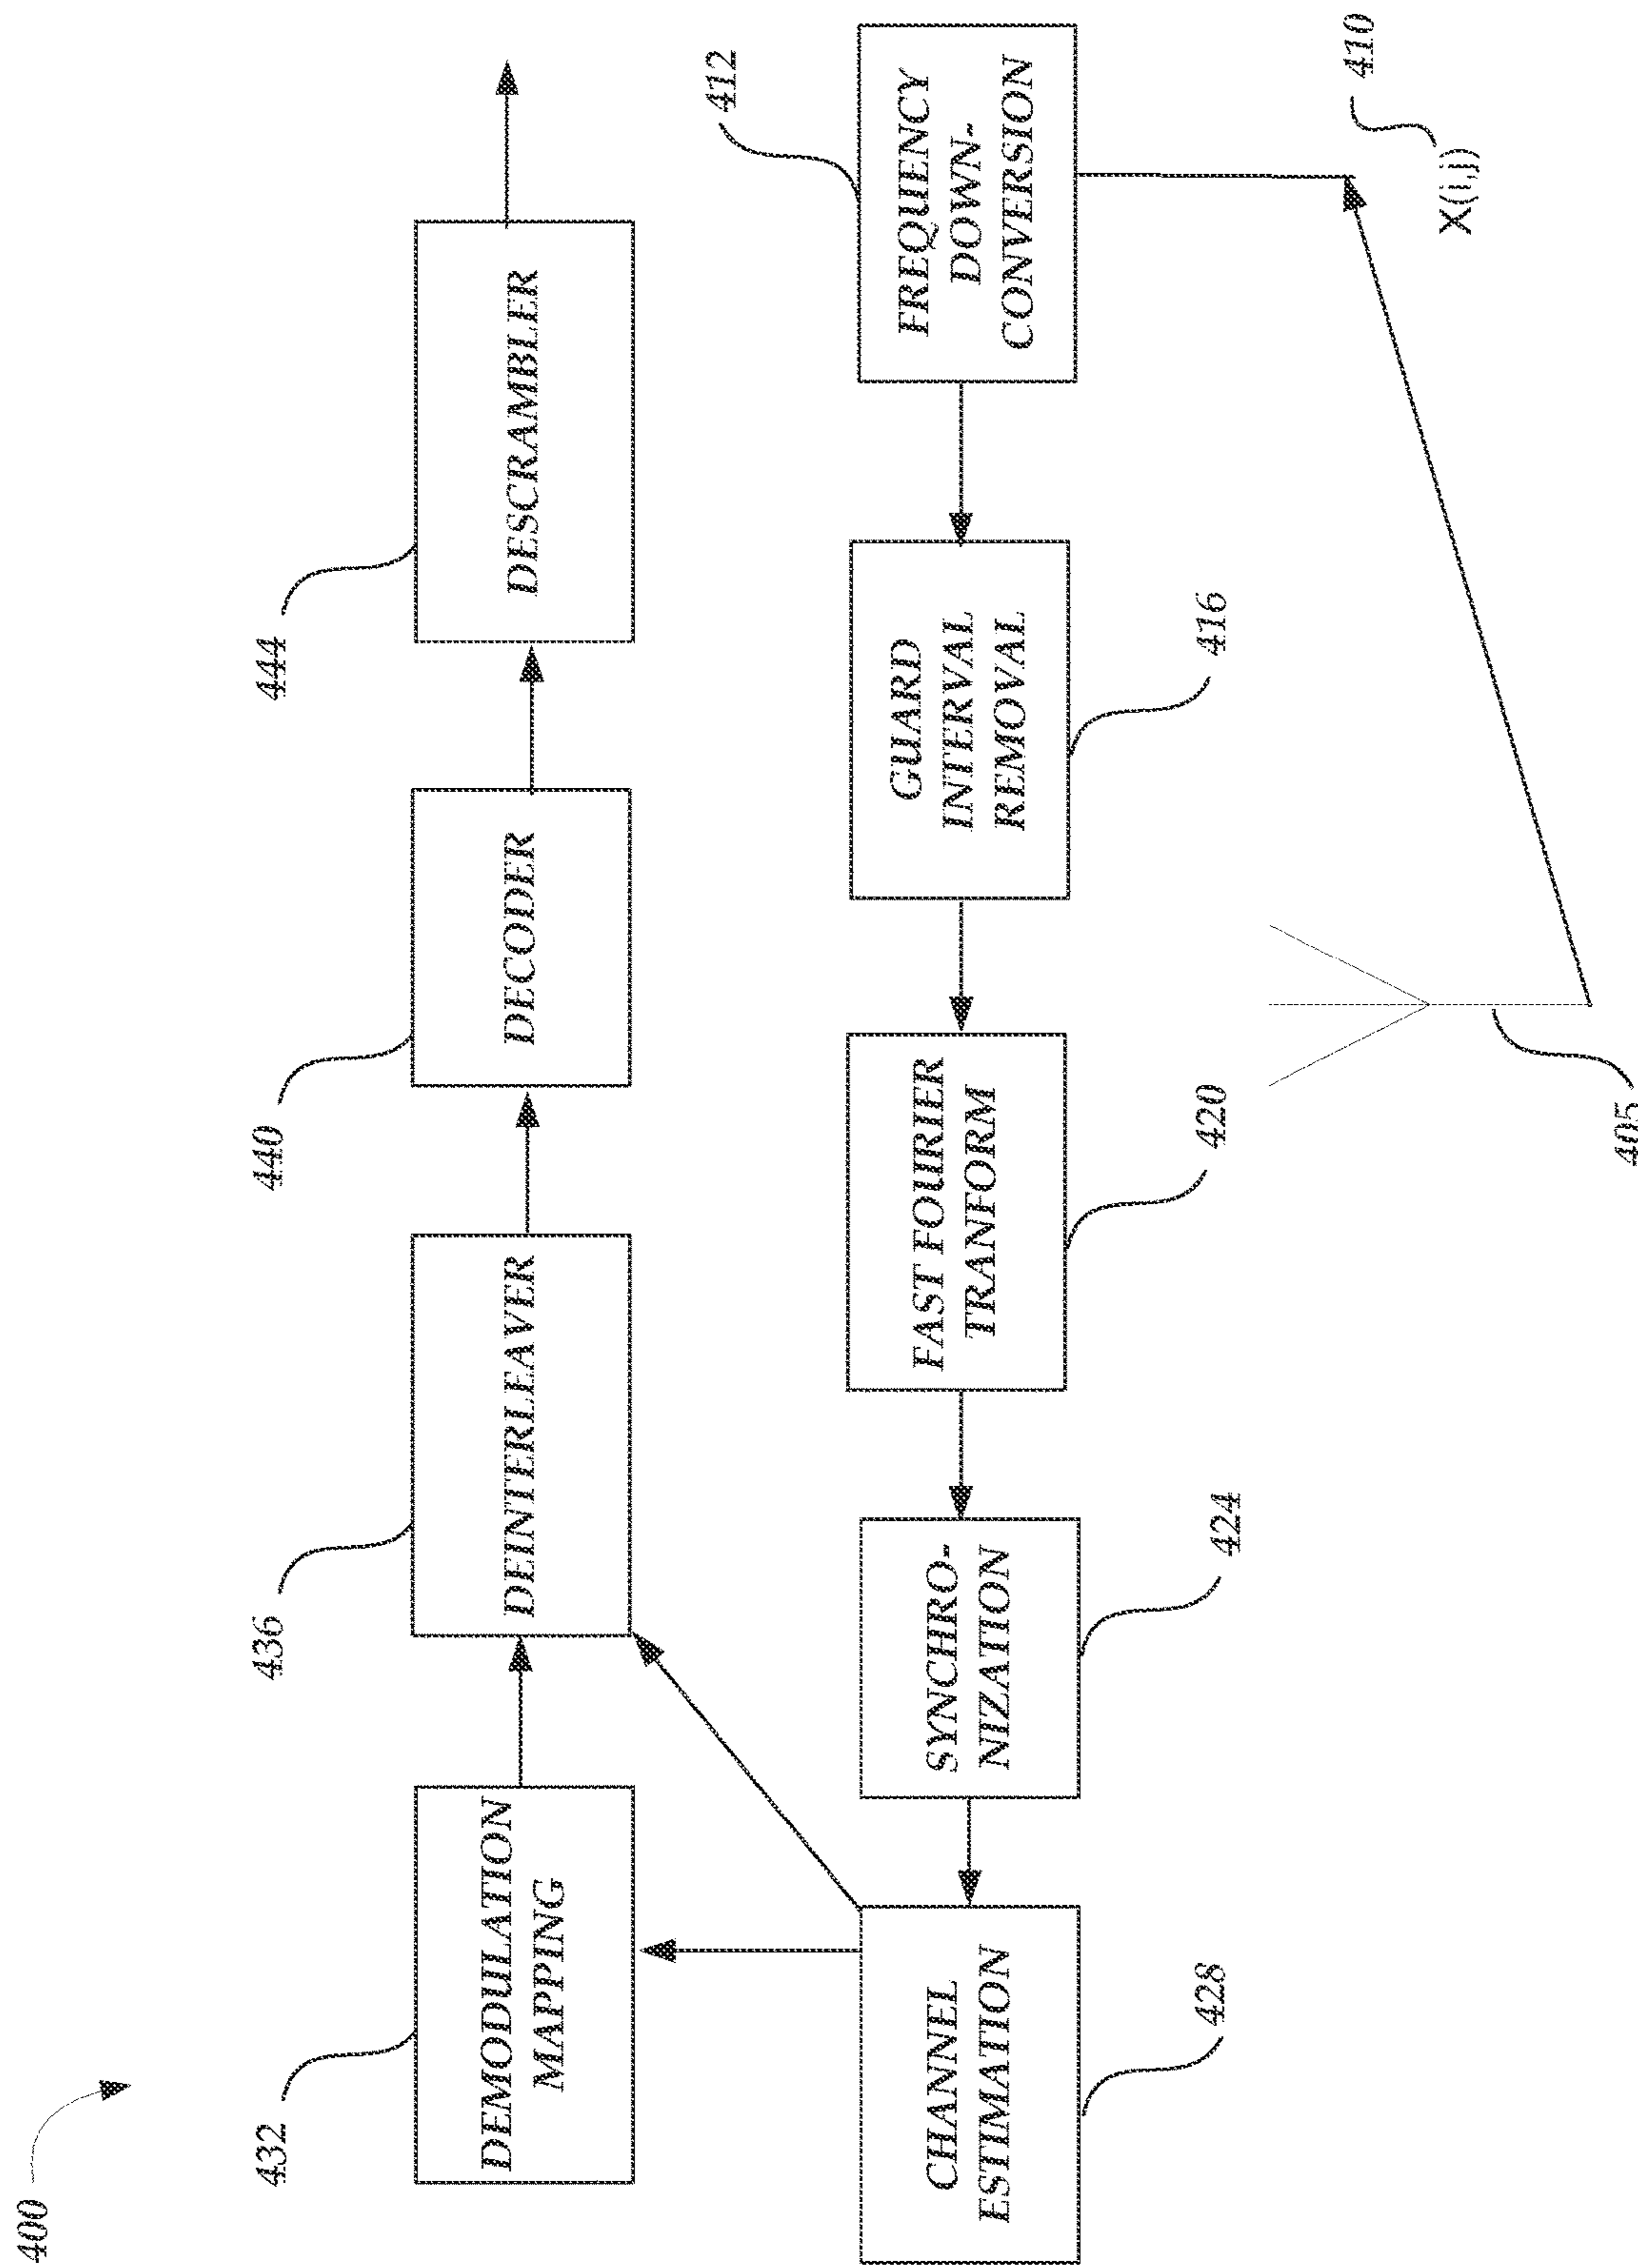 400
432
DEMODULATION
MAPPING
436
DEINTERLEAVER
440
DECODER
444
DESCRAMBLER
CHANNEL
ESTIMATION
428
SYNCHRO-
NIZATION
424
FAST FOURIER
TRANFORM
420
GUARD
INTERVAL
REMOVAL
416
412
FREQUENCY
DOWN-
CONVERSION
405
X(i,j)
410